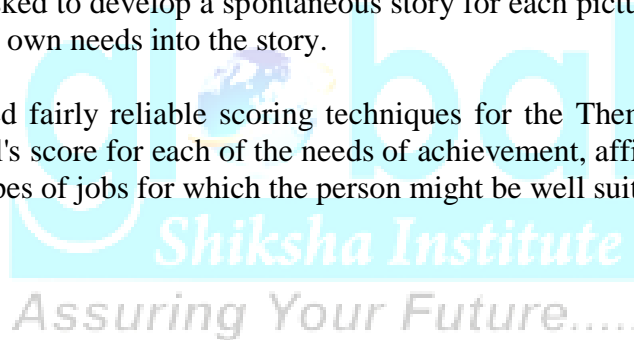 sked to develop a spontaneous story for each pictu
own needs into the story.
d fairly reliable scoring techniques for the Ther
l's score for each of the needs of achievement, affi
pes of jobs for which the person might be well suit
Shiksha Institute
Assuring Your Future.....